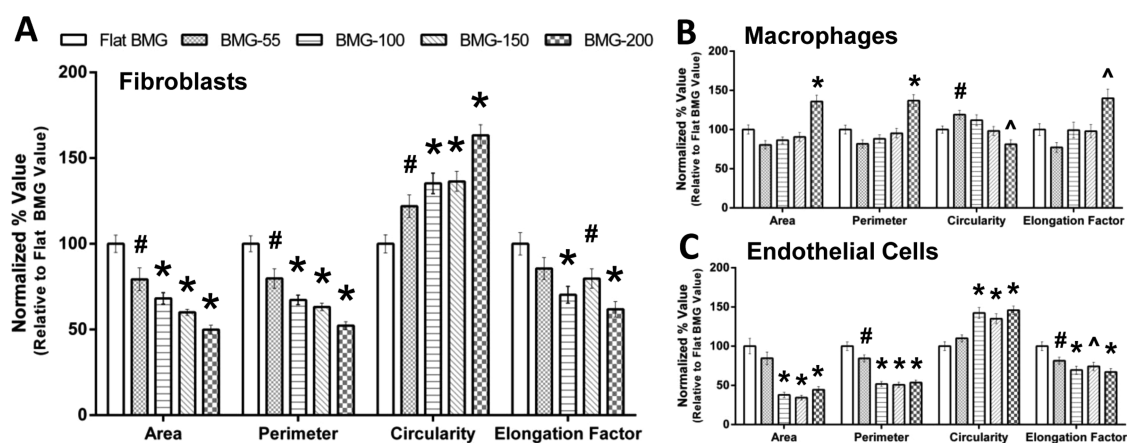 A
Flat BMG BMG-55 BMG-100 BMG-150 BMG-200
Fibroblasts
Normalized % Value
(Relative to Flat BMG Value)
200
150
100
50
0
# * * *
# * * *
# * * *
* # *
Area Perimeter Circularity Elongation Factor
B
Macrophages
Normalized % Value
(Relative to Flat BMG Value)
200
150
100
50
0
*
*
# ^
^
Area Perimeter Circularity Elongation Factor
C
Endothelial Cells
Normalized % Value
(Relative to Flat BMG Value)
200
150
100
50
0
* * *
# * * *
* * *
# * ^ *
Area Perimeter Circularity Elongation Factor